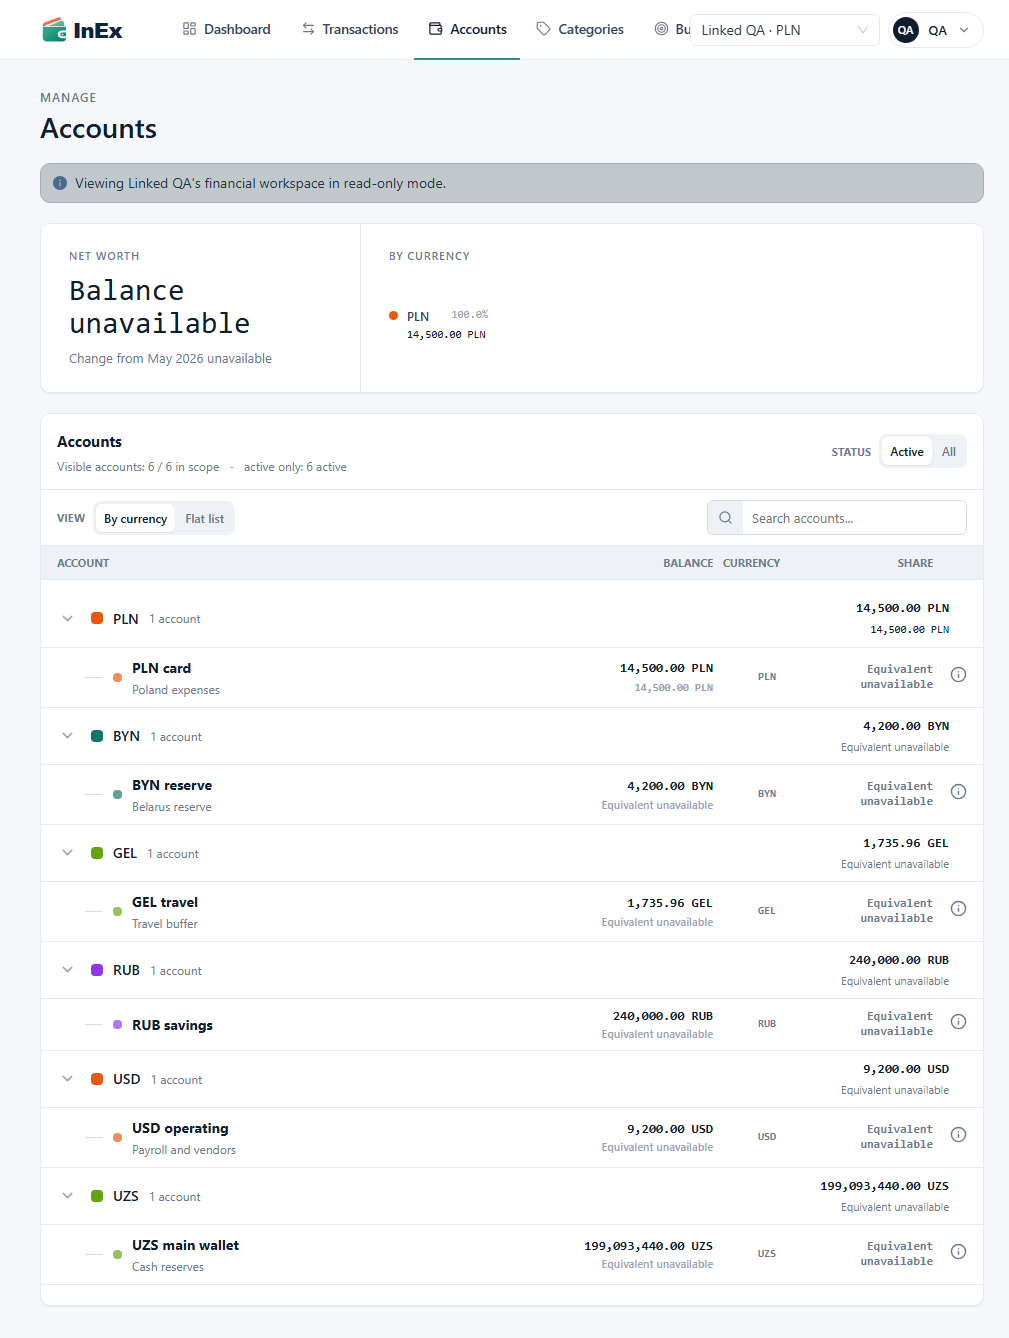 InEx
Dashboard
Transactions
Accounts
Categories
Bu
Linked QA · PLN
QA
QA
MANAGE
Accounts
Viewing Linked QA's financial workspace in read-only mode.
NET WORTH
Balance
unavailable
Change from May 2026 unavailable
BY CURRENCY
PLN 100.0%
14,500.00 PLN
Accounts
Visible accounts: 6 / 6 in scope - active only: 6 active
STATUS Active All
VIEW By currency Flat list
Search accounts...
ACCOUNT BALANCE CURRENCY SHARE
PLN 1 account 14,500.00 PLN
14,500.00 PLN
PLN card 14,500.00 PLN PLN Equivalent
Poland expenses 14,500.00 PLN unavailable
BYN 1 account 4,200.00 BYN
Equivalent unavailable
BYN reserve 4,200.00 BYN BYN Equivalent
Belarus reserve Equivalent unavailable unavailable
GEL 1 account 1,735.96 GEL
Equivalent unavailable
GEL travel 1,735.96 GEL GEL Equivalent
Travel buffer Equivalent unavailable unavailable
RUB 1 account 240,000.00 RUB
Equivalent unavailable
RUB savings 240,000.00 RUB RUB Equivalent
Equivalent unavailable unavailable
USD 1 account 9,200.00 USD
Equivalent unavailable
USD operating 9,200.00 USD USD Equivalent
Payroll and vendors Equivalent unavailable unavailable
UZS 1 account 199,093,440.00 UZS
Equivalent unavailable
UZS main wallet 199,093,440.00 UZS UZS Equivalent
Cash reserves Equivalent unavailable unavailable